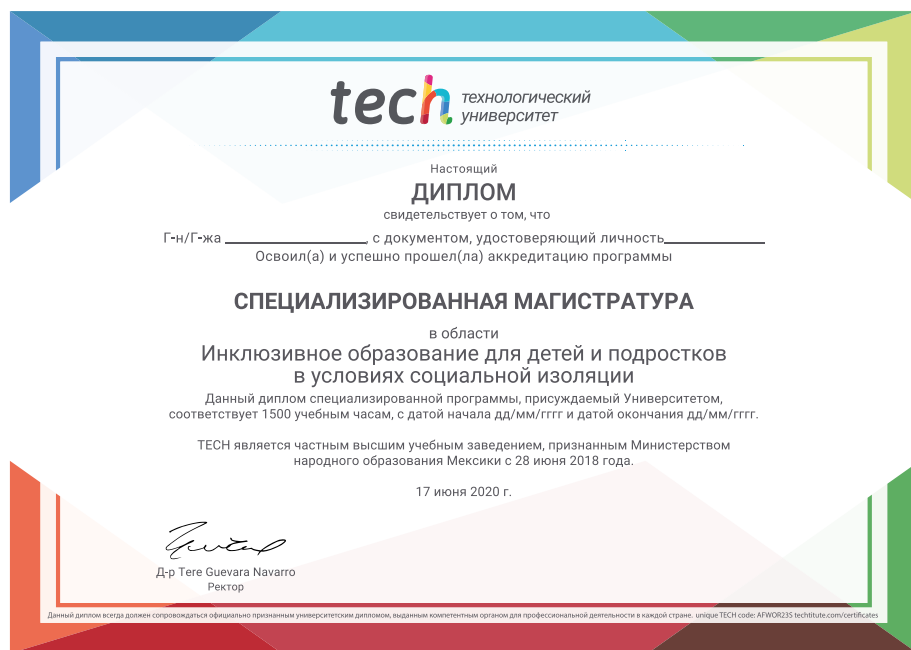 tech технологический
университет
Настоящий
ДИПЛОМ
свидетельствует о том, что
Г-н/Г-жа ____________________, с документом, удостоверяющий личность______________
Освоил(а) и успешно прошел(ла) аккредитацию программы
СПЕЦИАЛИЗИРОВАННАЯ МАГИСТРАТУРА
в области
Инклюзивное образование для детей и подростков
в условиях социальной изоляции
Данный диплом специализированной программы, присуждаемый Университетом,
соответствует 1500 учебным часам, с датой начала дд/мм/гггг и датой окончания дд/мм/гггг.
TECH является частным высшим учебным заведением, признанным Министерством
народного образования Мексики с 28 июня 2018 года.
17 июня 2020 г.
Д-р Tere Guevara Navarro
Ректор
Данный диплом всегда должен сопровождаться официально признанным университетским дипломом, выданным компетентным органом для профессиональной деятельности в каждой стране. unique TECH code: AFWOR23S techtitute.com/certificates